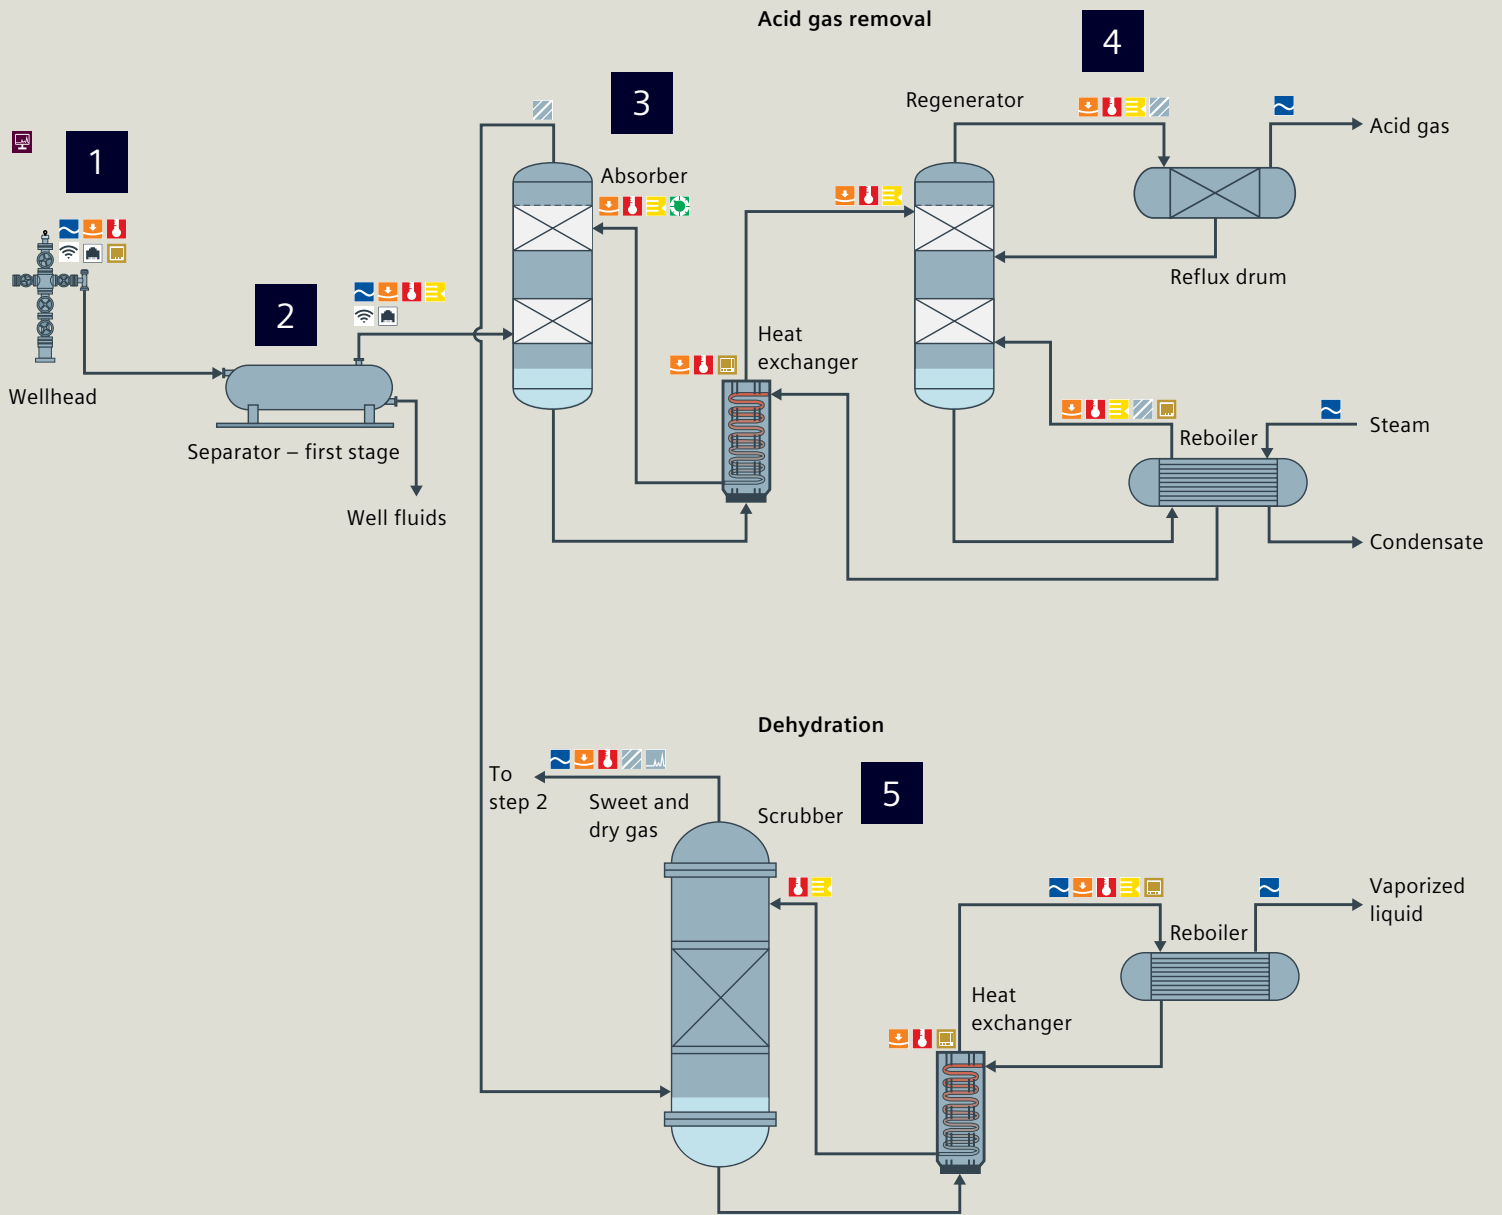 Acid gas removal
4
3
1
Regenerator
Acid gas
Absorber
Reflux drum
2
Heat
exchanger
Wellhead
Separator – first stage
Reboiler
Steam
Well fluids
Condensate
Dehydration
To
step 2
Sweet and
dry gas
Scrubber
5
Vaporized
liquid
Reboiler
Heat
exchanger